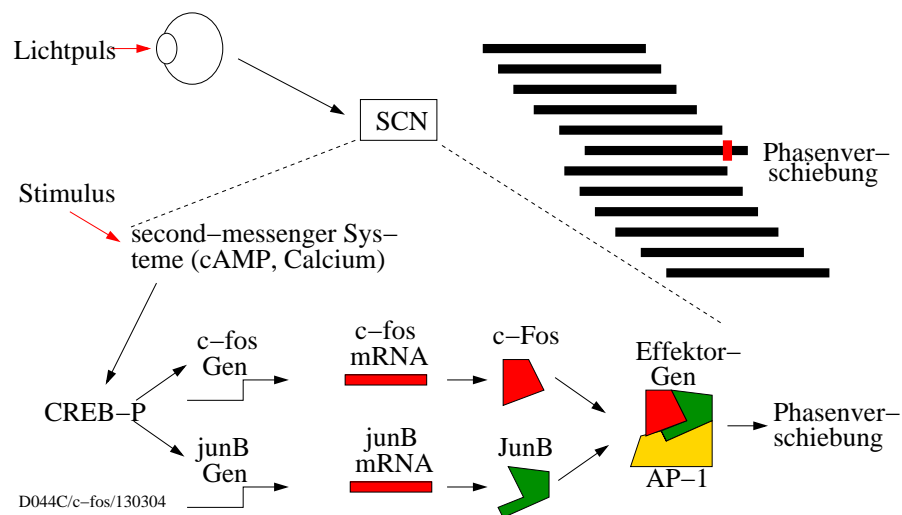 Lichtpuls
SCN
Phasenver–
schiebung
Stimulus
second–messenger Sys–
teme (cAMP, Calcium)
c–fos
Gen
c–fos
mRNA
c–Fos
Effektor–
Gen
CREB–P
Phasenver–
schiebung
junB
Gen
junB
mRNA
JunB
AP–1
D044C/c–fos/130304